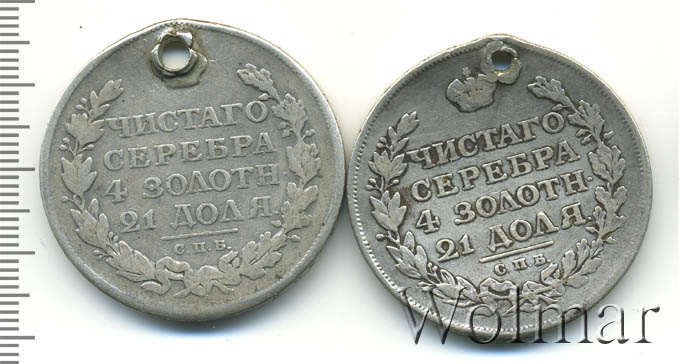 ЧИСТАГО
СЕРЕБРА
4 ЗОЛОТН.
21 ДОЛЯ.
С.П.Б.
ЧИСТАГО
СЕРЕБРА
4 ЗОЛОТН.
21 ДОЛЯ.
С.П.Б
Wolmar